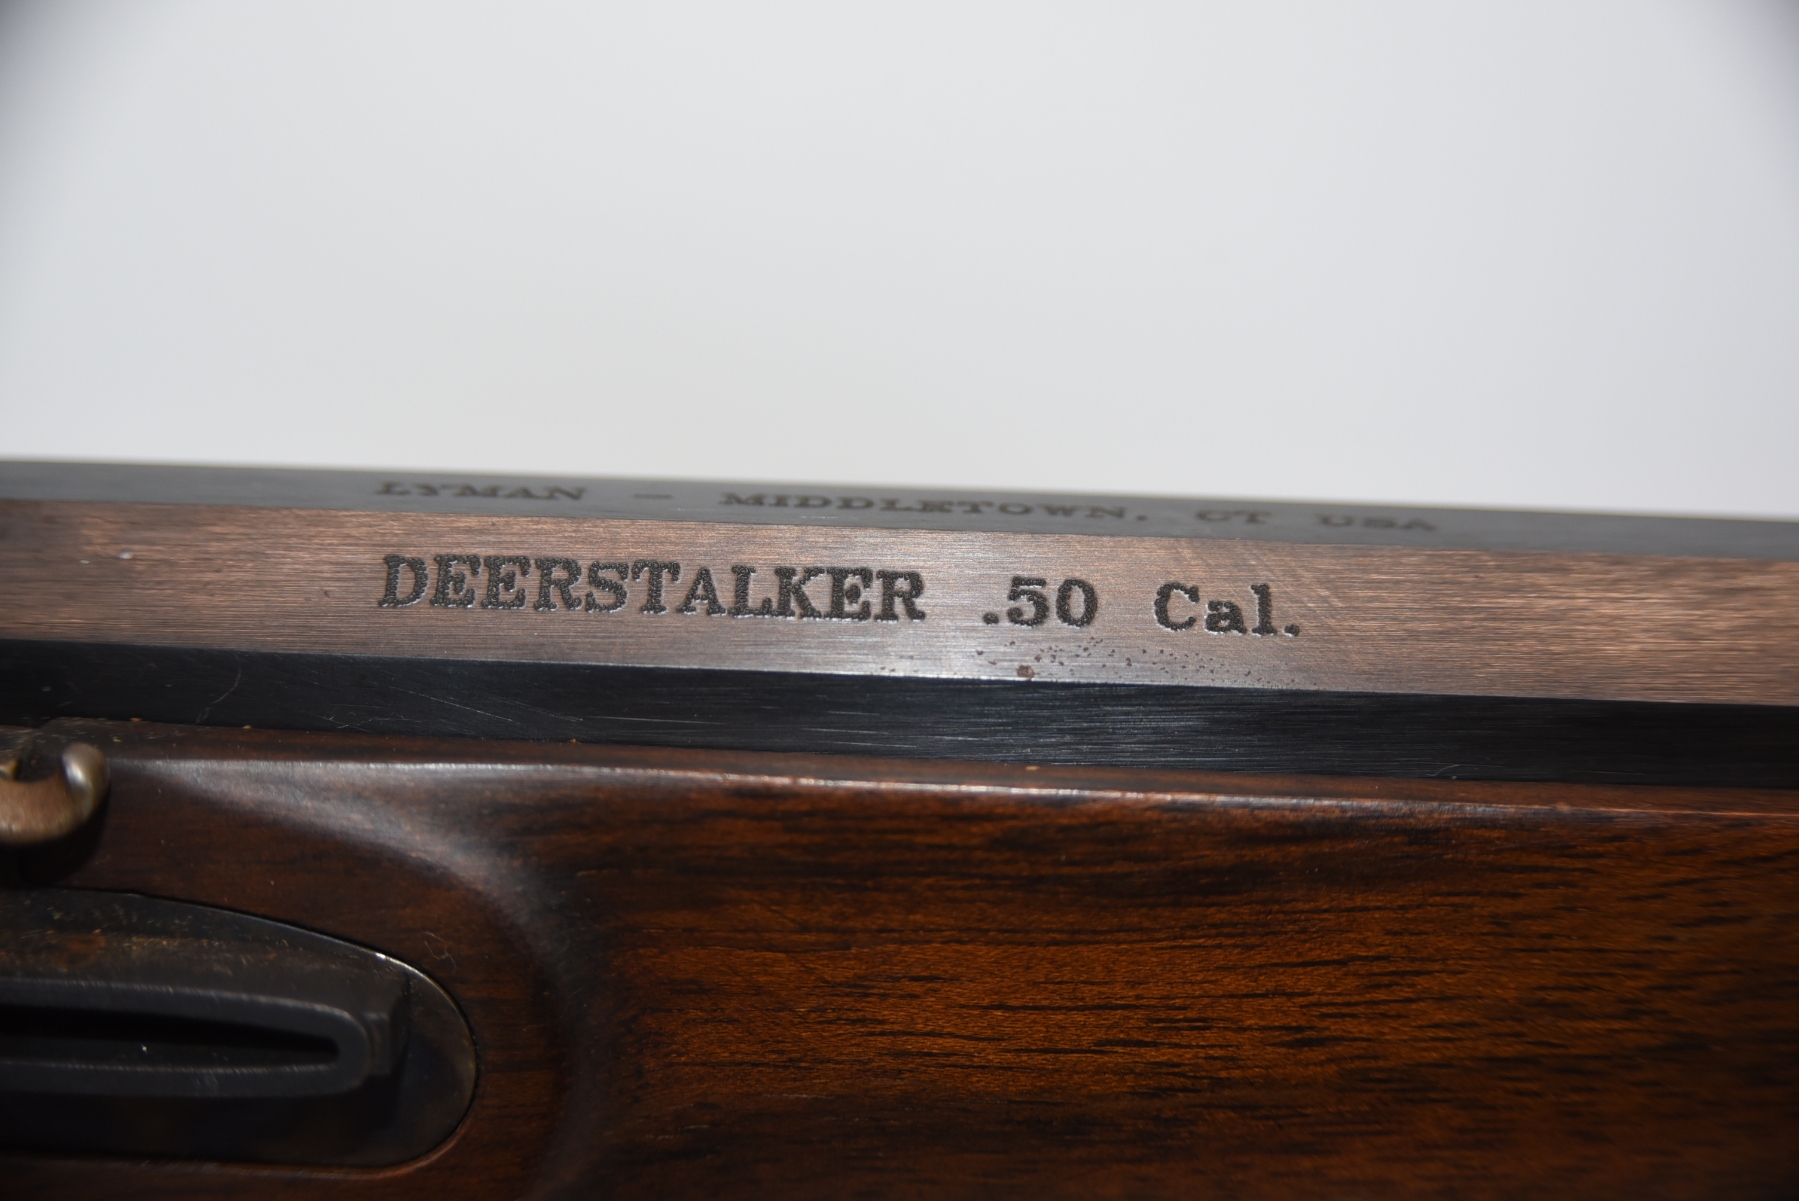 LYMAN - MIDDLETOWN, CT USA
DEERSTALKER .50 Cal.